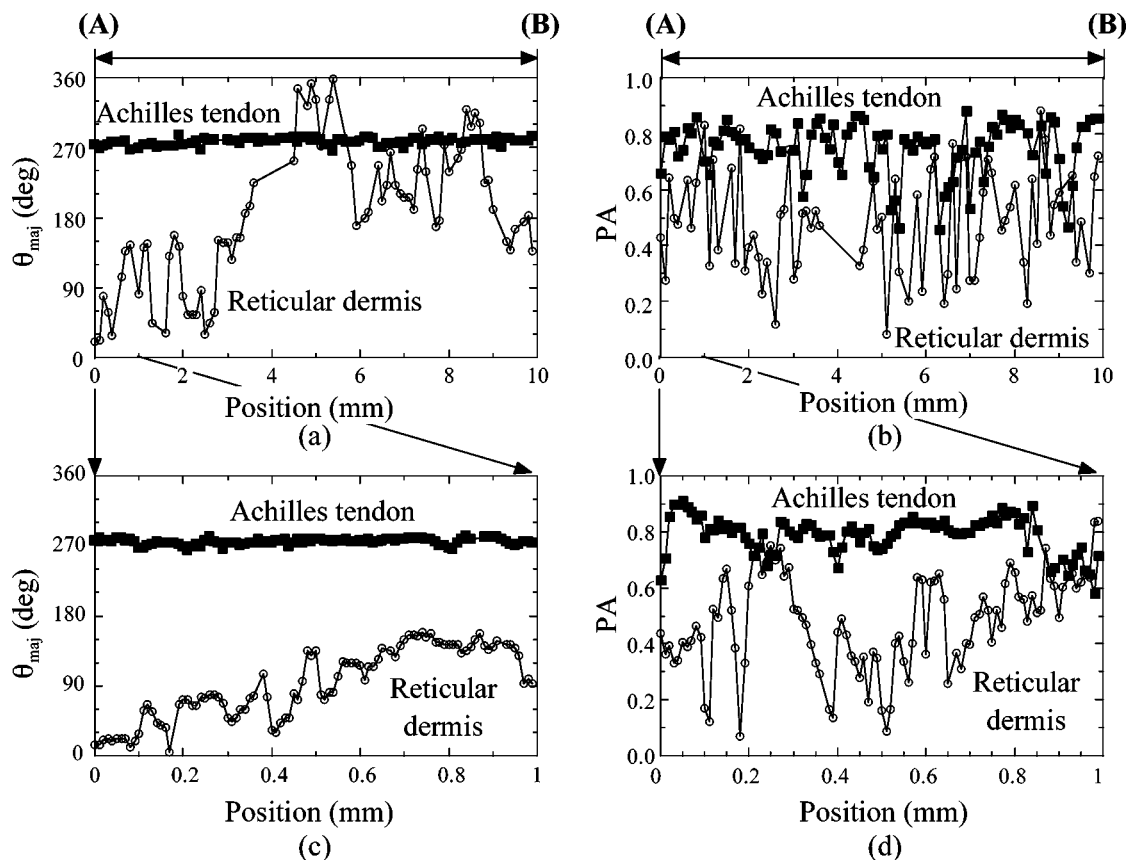 (A) (B) (A) (B)
360
270
180
90
0
θmaj (deg)
Achilles tendon
Reticular dermis
0 2 4 6 8 10
Position (mm)
(a)
1.0
0.8
0.6
0.4
0.2
0.0
PA
Achilles tendon
Reticular dermis
0 2 4 6 8 10
Position (mm)
(b)
360
270
180
90
0
θmaj (deg)
Achilles tendon
Reticular
dermis
0 0.2 0.4 0.6 0.8 1
Position (mm)
(c)
1.0
0.8
0.6
0.4
0.2
0.0
PA
Achilles tendon
Reticular
dermis
0 0.2 0.4 0.6 0.8 1
Position (mm)
(d)